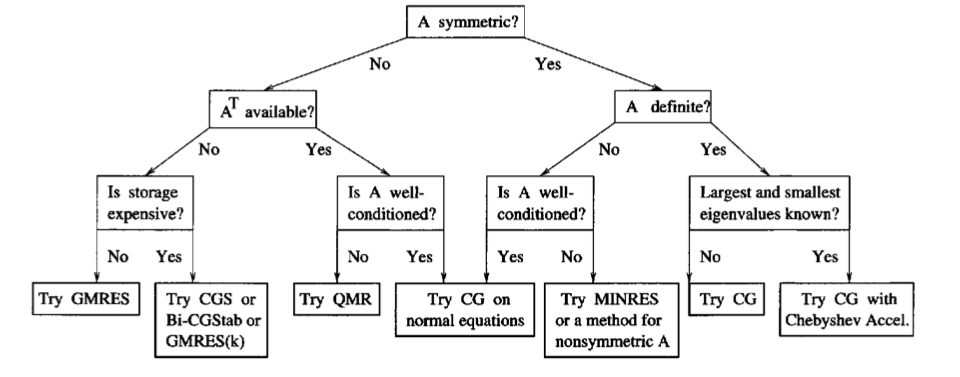 A symmetric?
No
Yes
A^T available?
A definite?
No
Yes
No
Yes
Is storage
expensive?
Is A well-
conditioned?
Is A well-
conditioned?
Largest and smallest
eigenvalues known?
No
Yes
No
Yes
Yes
No
No
Yes
Try GMRES
Try CGS or
Bi-CGStab or
GMRES(k)
Try QMR
Try CG on
normal equations
Try MINRES
or a method for
nonsymmetric A
Try CG
Try CG with
Chebyshev Accel.